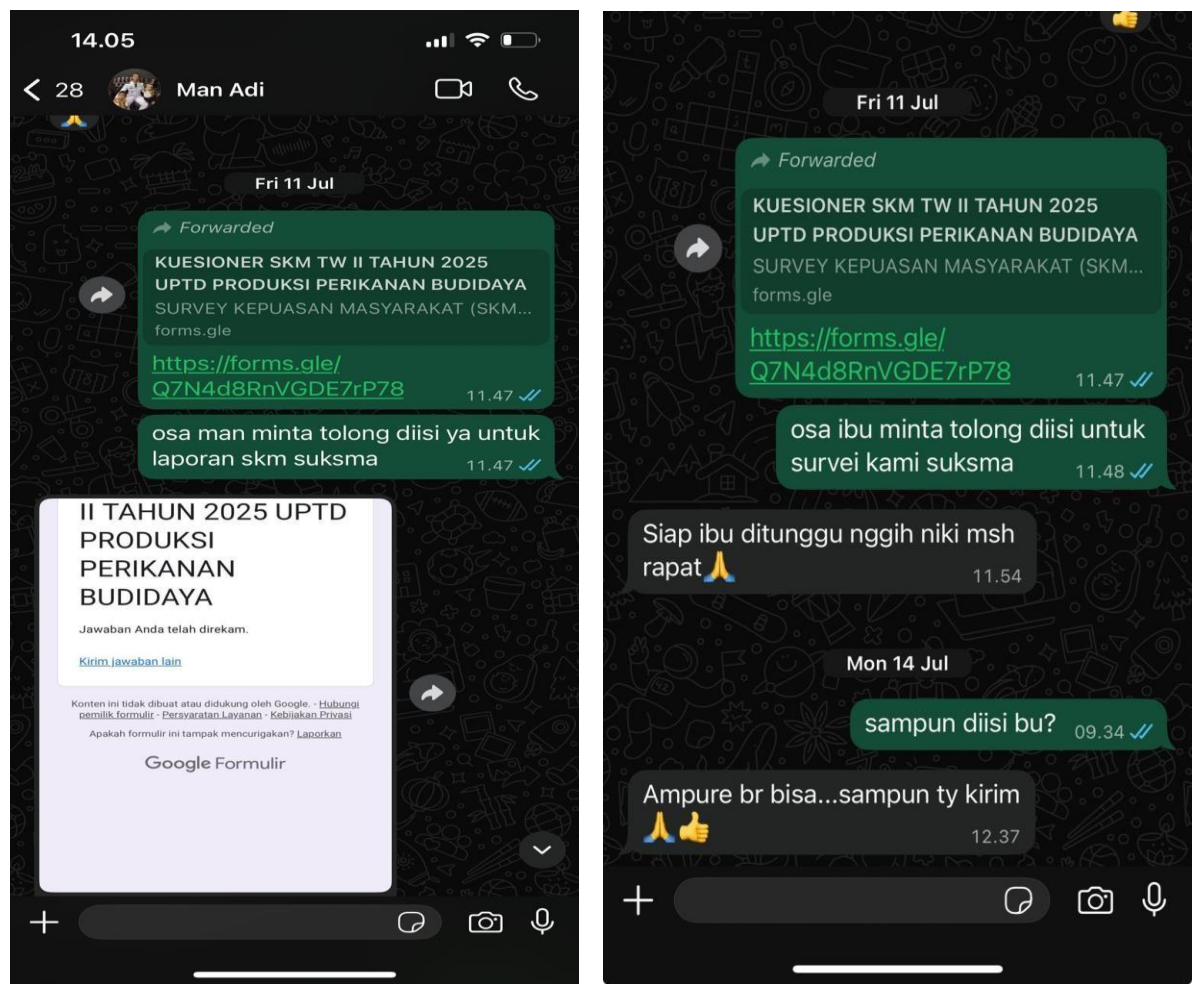 14.05
28 Man Adi
Fri 11 Jul
Forwarded
KUESIONER SKM TW II TAHUN 2025
UPTD PRODUKSI PERIKANAN BUDIDAYA
SURVEY KEPUASAN MASYARAKAT (SKM...
forms.gle
https://forms.gle/
Q7N4d8RnVGDE7rP78 11.47
osa man minta tolong diisi ya untuk
laporan skm suksma 11.47
II TAHUN 2025 UPTD
PRODUKSI
PERIKANAN
BUDIDAYA
Jawaban Anda telah direkam.
Kirim jawaban lain
Konten ini tidak dibuat atau didukung oleh Google. - Hubungi
pemilik formulir - Persyaratan Layanan - Kebijakan Privasi
Apakah formulir ini tampak mencurigakan? Laporkan
Google Formulir
Fri 11 Jul
Forwarded
KUESIONER SKM TW II TAHUN 2025
UPTD PRODUKSI PERIKANAN BUDIDAYA
SURVEY KEPUASAN MASYARAKAT (SKM...
forms.gle
https://forms.gle/
Q7N4d8RnVGDE7rP78 11.47
osa ibu minta tolong diisi untuk
survei kami suksma 11.48
Siap ibu ditunggu nggih niki msh
rapat🙏 11.54
Mon 14 Jul
sampun diisi bu? 09.34
Ampure br bisa...sampun ty kirim
🙏👍 12.37